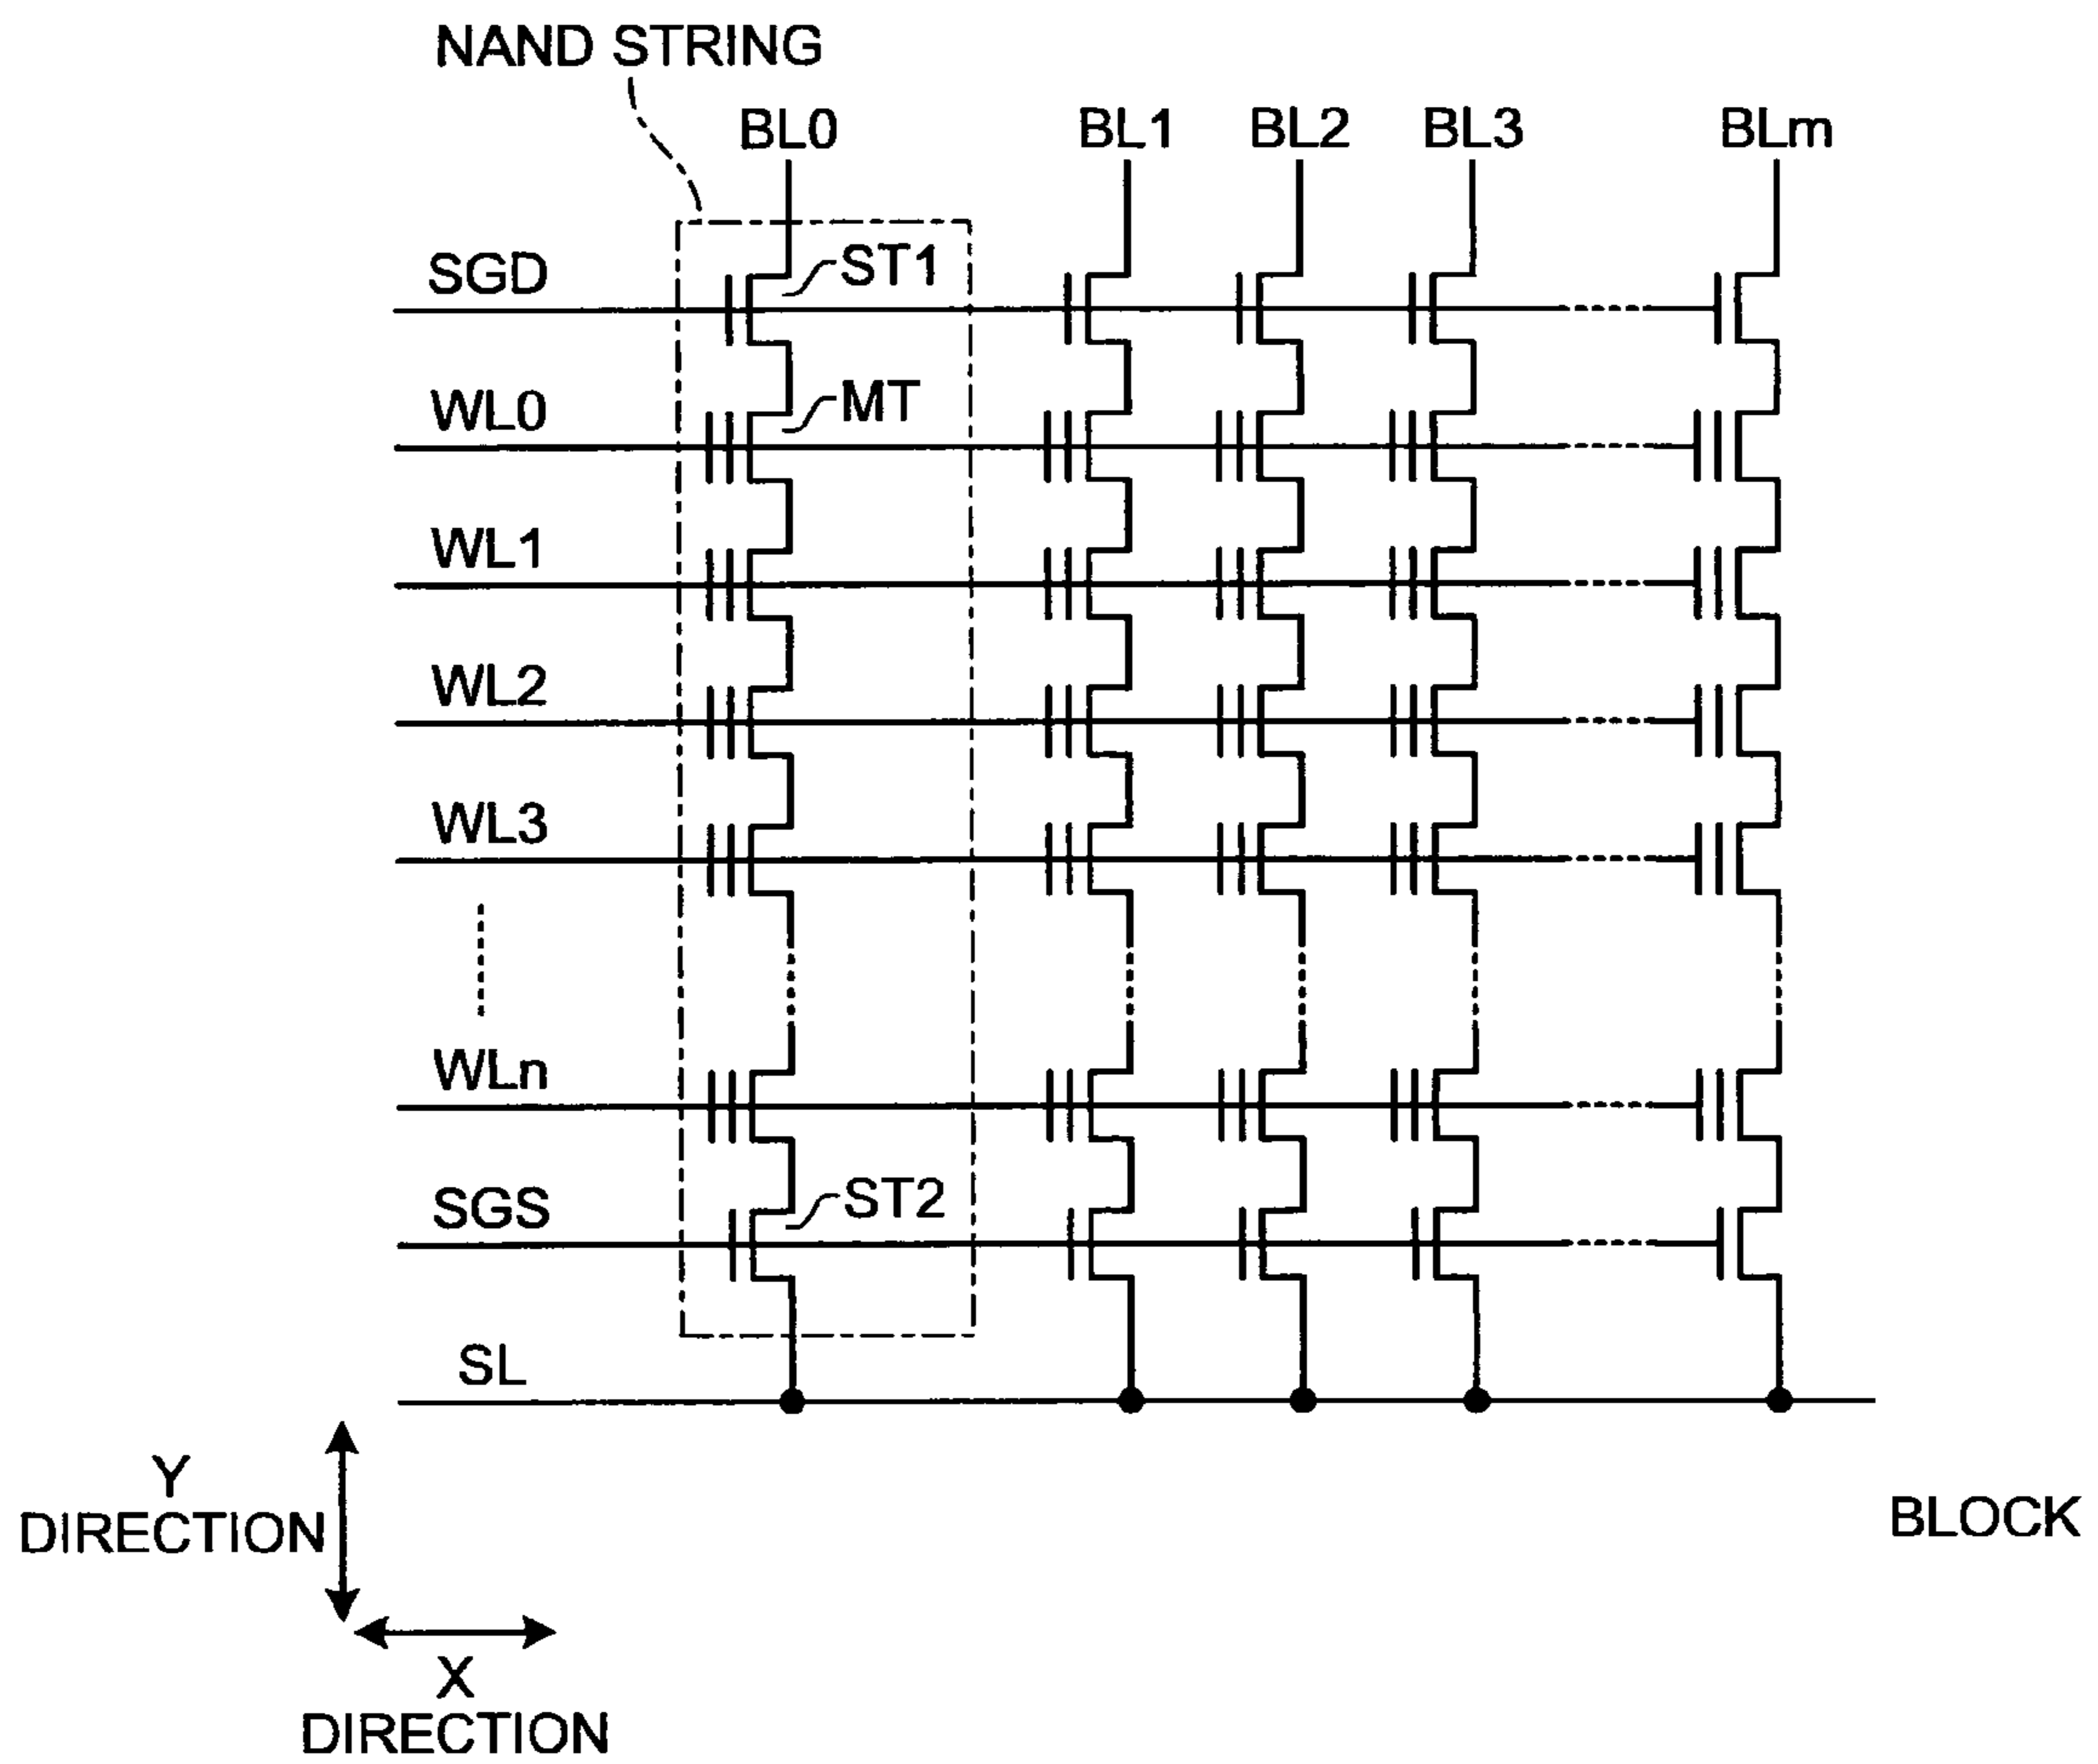 NAND STRING
BL0
BL1
BL2
BL3
BLm
SGD
ST1
WL0
MT
WL1
WL2
WL3
WLn
SGS
ST2
SL
Y
DIRECTION
BLOCK
X
DIRECTION